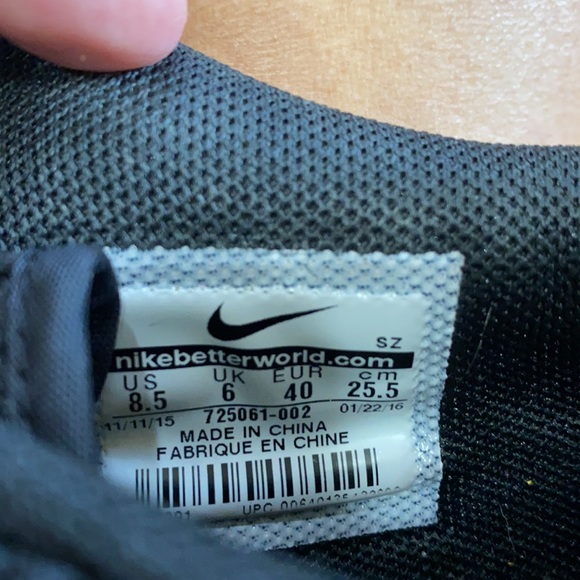 SZ
nikebetterworld.com
US UK EUR cm
8.5 6 40 25.5
11/11/15 725061-002 01/22/16
MADE IN CHINA
FABRIQUE EN CHINE
UPC